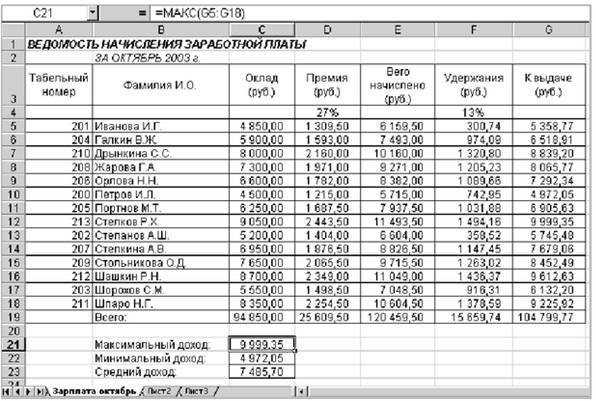 C21 = =МАКС(G5:G18)
A B C D E F G
1 ВЕДОМОСТЬ НАЧИСЛЕНИЯ ЗАРАБОТНОЙ ПЛАТЫ
2 ЗА ОКТЯБРЬ 2003 г.
3 Табельный номер Фамилия И.О. Оклад (руб.) Премия (руб.) Вего начислено (руб.) Удержания (руб.) К выдаче (руб.)
4 27% 13%
5 201 Иванова И.Г. 4 850,00 1 309,50 6 159,50 300,74 5 358,77
6 204 Галкин В.Ж. 5 900,00 1 593,00 7 493,00 974,09 6 518,91
7 210 Дрынкина С.С. 8 000,00 2 160,00 10 160,00 1 320,80 8 839,20
8 208 Жарова Г.А. 7 300,00 1 971,00 9 271,00 1 205,23 8 065,77
9 206 Орлова Н.Н. 6 600,00 1 782,00 8 382,00 1 089,66 7 292,34
10 200 Петров И.Л. 4 500,00 1 215,00 5 715,00 742,95 4 972,05
11 205 Портнов М.Т. 6 250,00 1 687,50 7 937,50 1 031,88 6 905,63
12 213 Стелков Р.Х. 9 050,00 2 443,50 11 493,50 1 494,16 9 999,35
13 202 Степанов А.Ш. 5 200,00 1 404,00 6 604,00 358,52 5 745,48
14 207 Степкина А.В. 6 950,00 1 876,50 8 826,50 1 147,45 7 679,06
15 209 Стольникова О.Д. 7 650,00 2 065,50 9 715,50 1 263,02 8 452,49
16 212 Шашкин Р.Н. 8 700,00 2 349,00 11 049,00 1 436,37 9 612,63
17 203 Шорохов С.М. 5 550,00 1 498,50 7 048,50 916,31 6 132,20
18 211 Шпаро Н.Г. 8 350,00 2 254,50 10 604,50 1 378,59 9 225,92
19 Всего: 94 850,00 25 609,50 120 459,50 15 659,74 104 799,77
20
21 Максимальный доход: 9 999,35
22 Минимальный доход: 4 972,05
23 Средний доход: 7 485,70
24
Зарплата октябрь Лист2 Лист3